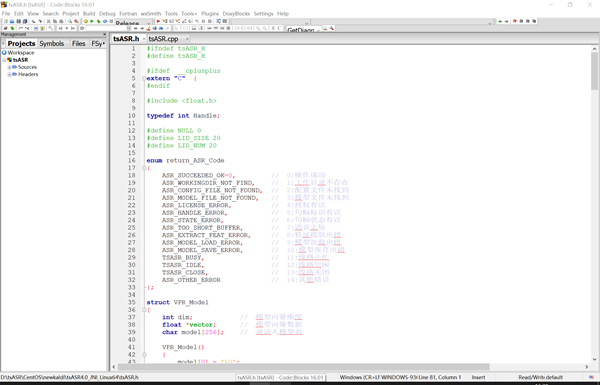 tsASR.h [tsASR] - Code::Blocks 16.01
File Edit View Search Project Build Debug Fortran wxSmith Tools Tools+ Plugins DoxyBlocks Settings Help
Release
GetDiagn
Management
Projects Symbols Files FSy
Workspace
tsASR
Sources
Headers
tsASR.h × tsASR.cpp ×
1 #ifndef tsASR_H
2 #define tsASR_H
3
4 #ifdef __cplusplus
5 extern "C" {
6 #endif
7
8 #include <float.h>
9
10 typedef int Handle;
11
12 #define NULL 0
13 #define LID_SIZE 20
14 #define LID_NUM 20
15
16 enum return_ASR_Code
17 {
18 ASR_SUCCEEDED_OK=0, // 0:操作成功
19 ASR_WORKINGDIR_NOT_FIND, // 1:工作目录不存在
20 ASR_CONFIG_FILE_NOT_FOUND, // 2:配置文件未找到
21 ASR_MODEL_FILE_NOT_FOUND, // 3:模型文件未找到
22 ASR_LICENSE_ERROR, // 4:授权有误
23 ASR_HANDLE_ERROR, // 5:句柄标识有误
24 ASR_STATE_ERROR, // 6:句柄状态有误
25 ASR_TOO_SHORT_BUFFER, // 7:语音太短
26 ASR_EXTRACT_FEAT_ERROR, // 8:特征提取出错
27 ASR_MODEL_LOAD_ERROR, // 9:模型加载出错
28 ASR_MODEL_SAVE_ERROR, // 10:模型保存出错
29 TSASR_BUSY, // 11:线路正忙
30 TSASR_IDLE, // 12:线路空闲
31 TSASR_CLOSE, // 13:线路关闭
32 ASR_OTHER_ERROR // 14:其他错误
33 };
34
35 struct VPR_Model
36 {
37 int dim; // 模型向量维度
38 float *vector; // 模型向量数据
39 char model[256]; // 说话人模型名
40
41 VPR_Model()
42 {
43 model[0] = '\0';
D:\tsASR\CentOS\newkaldi\tsASR4.0_JNI_Linux64\tsASR.h
tsASR.h [tsASR] - Code::Blocks 16.01
Windows (CR+LF WINDOWS-936 Line 81, Column 1 Insert Read/Write default